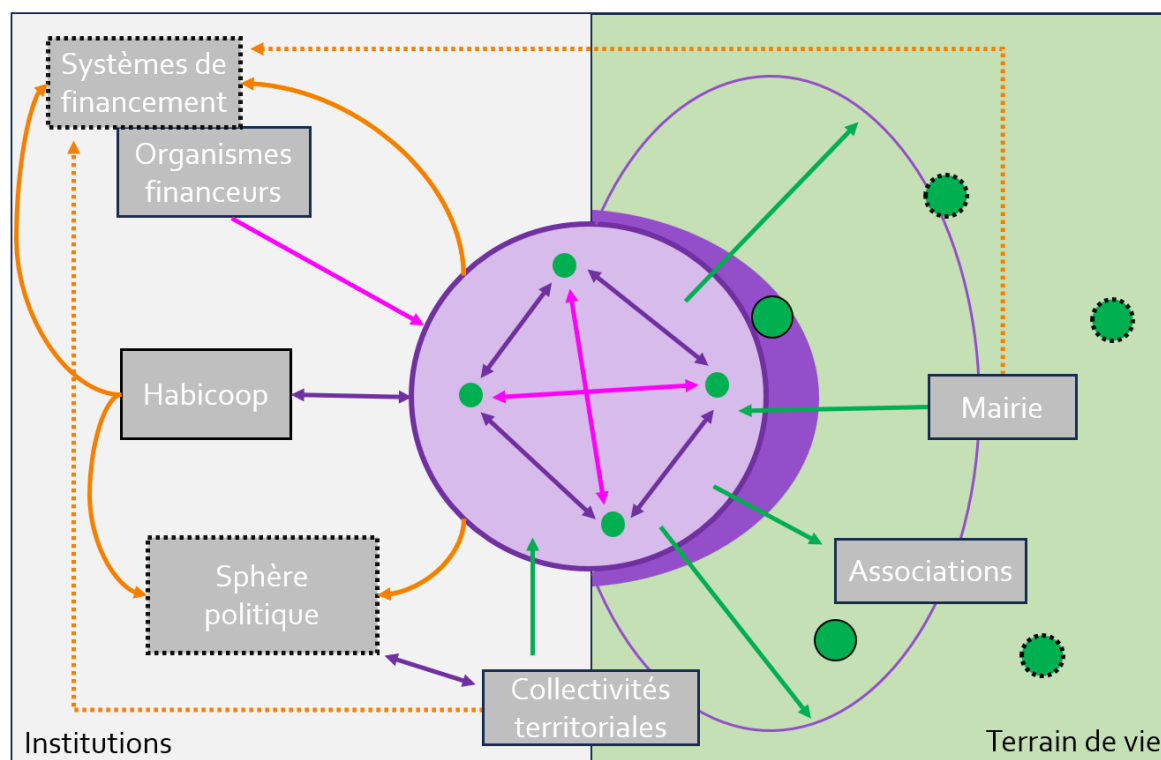 Systèmes de
financement
Organismes
financeurs
Habicoop
Mairie
Sphère
politique
Associations
Collectivités
territoriales
Institutions
Terrain de vie